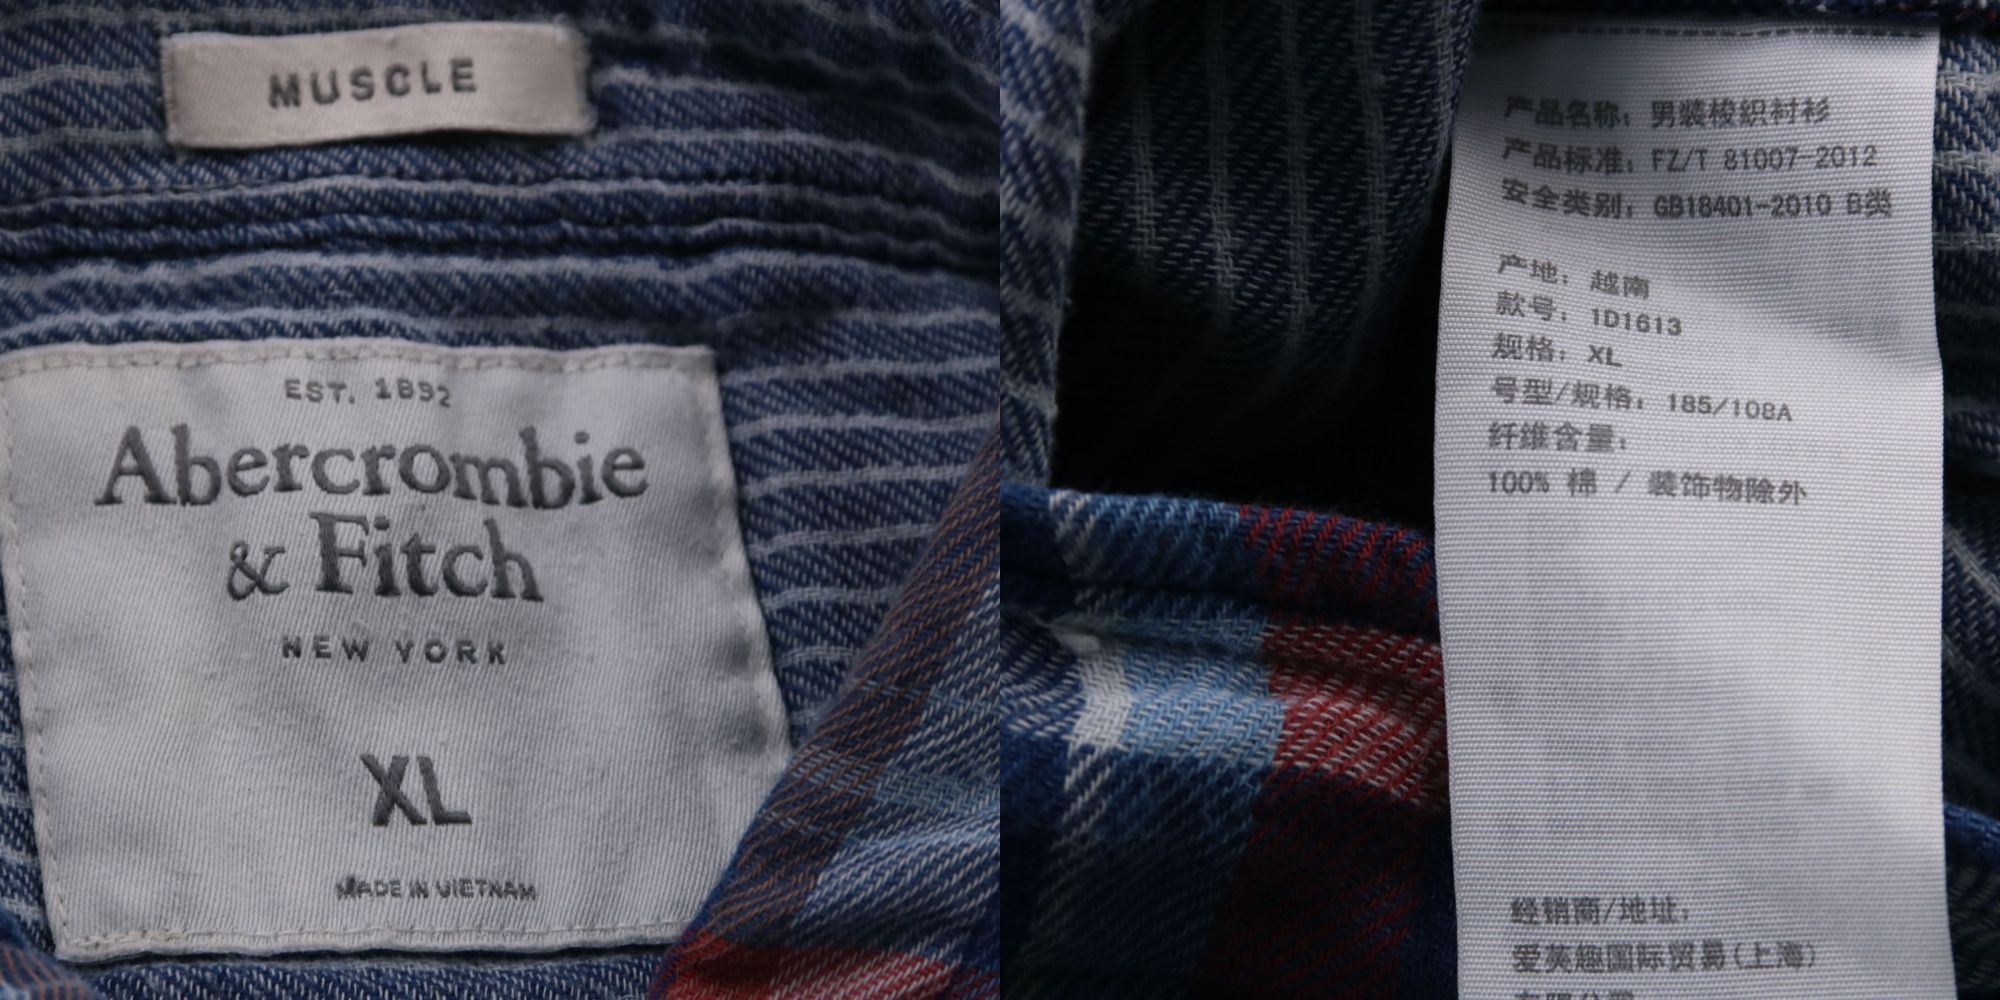 MUSCLE
EST. 1892
Abercrombie
& Fitch
NEW YORK
XL
MADE IN VIETNAM
产品名称: 男装梭织衬衫
产品标准: FZ/T 81007-2012
安全类别: GB18401-2010 B类
产地: 越南
款号: 1D1613
规格: XL
号型/规格: 185/108A
纤维含量:
100% 棉 / 装饰物除外
经销商/地址:
爱芙趣国际贸易(上海)